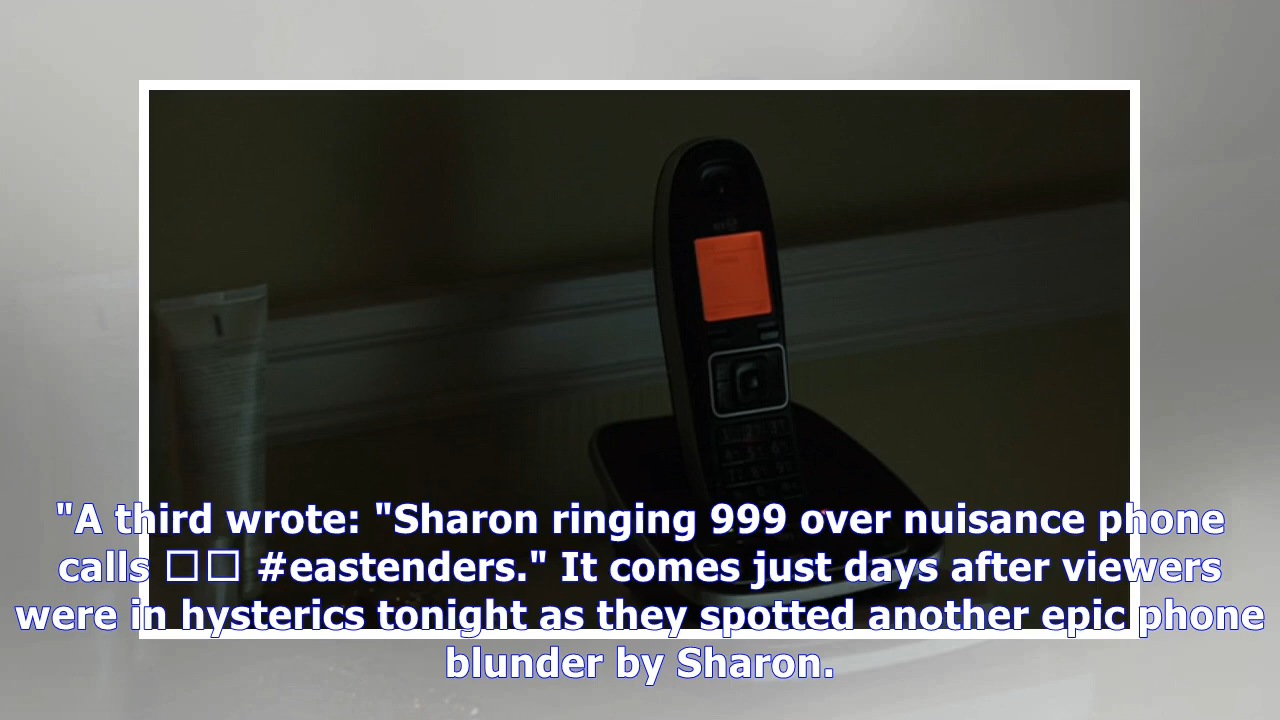 "A third wrote: "Sharon ringing 999 over nuisance phone
calls □□ #eastenders." It comes just days after viewers
were in hysterics tonight as they spotted another epic phone
blunder by Sharon.